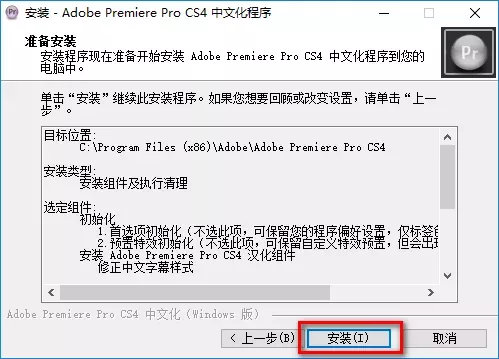 安装 - Adobe Premiere Pro CS4 中文化程序
准备安装
安装程序现在准备开始安装 Adobe Premiere Pro CS4 中文化程序到您的
电脑中。
Pr
单击“安装”继续此安装程序。如果您想要回顾或改变设置，请单击“上一
步”。
目标位置:
C:\Program Files (x86)\Adobe\Adobe Premiere Pro CS4
安装类型:
安装组件及执行清理
选定组件:
初始化
1.首选项初始化（不选此项，可保留您的程序偏好设置，仅标签色
2.预置特效初始化（不选此项，可保留自定义特效预置，但会出现
安装 Adobe Premiere Pro CS4 汉化组件
修正中文字幕样式
Adobe Premiere Pro CS4 中文化（Windows 版）
< 上一步(B)
安装(I)
取消